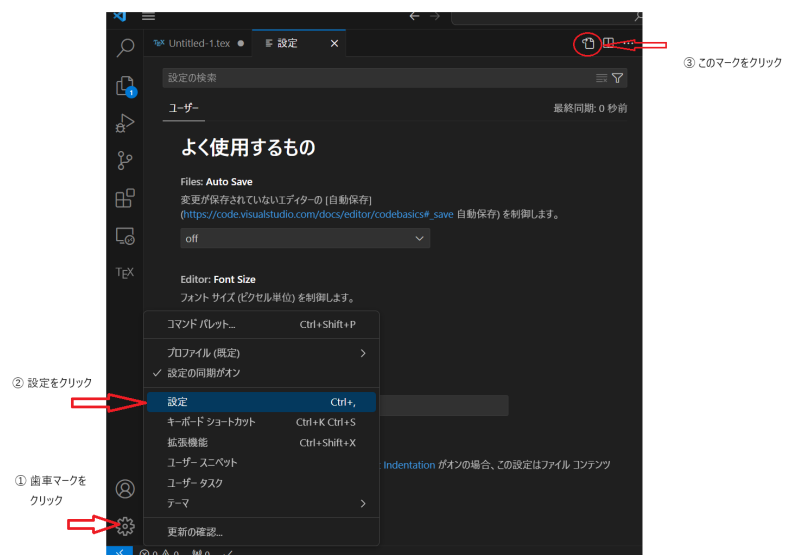 TeX Untitled-1.tex ●
設定 ×
③ このマークをクリック
設定の検索
ユーザー
最終同期: 0 秒前
よく使用するもの
Files: Auto Save
変更が保存されていないエディターの [自動保存]
(https://code.visualstudio.com/docs/editor/codebasics#_save 自動保存) を制御します。
off
TEX
Editor: Font Size
フォント サイズ (ピクセル単位) を制御します。
コマンド パレット... Ctrl+Shift+P
プロファイル (既定) >
✓ 設定の同期がオン
② 設定をクリック
設定 Ctrl+,
キーボード ショートカット Ctrl+K Ctrl+S
拡張機能 Ctrl+Shift+X
ユーザー スニペット
Indentation がオンの場合、この設定はファイル コンテンツ
ユーザー タスク
テーマ >
① 歯車マークを
クリック
更新の確認...
1